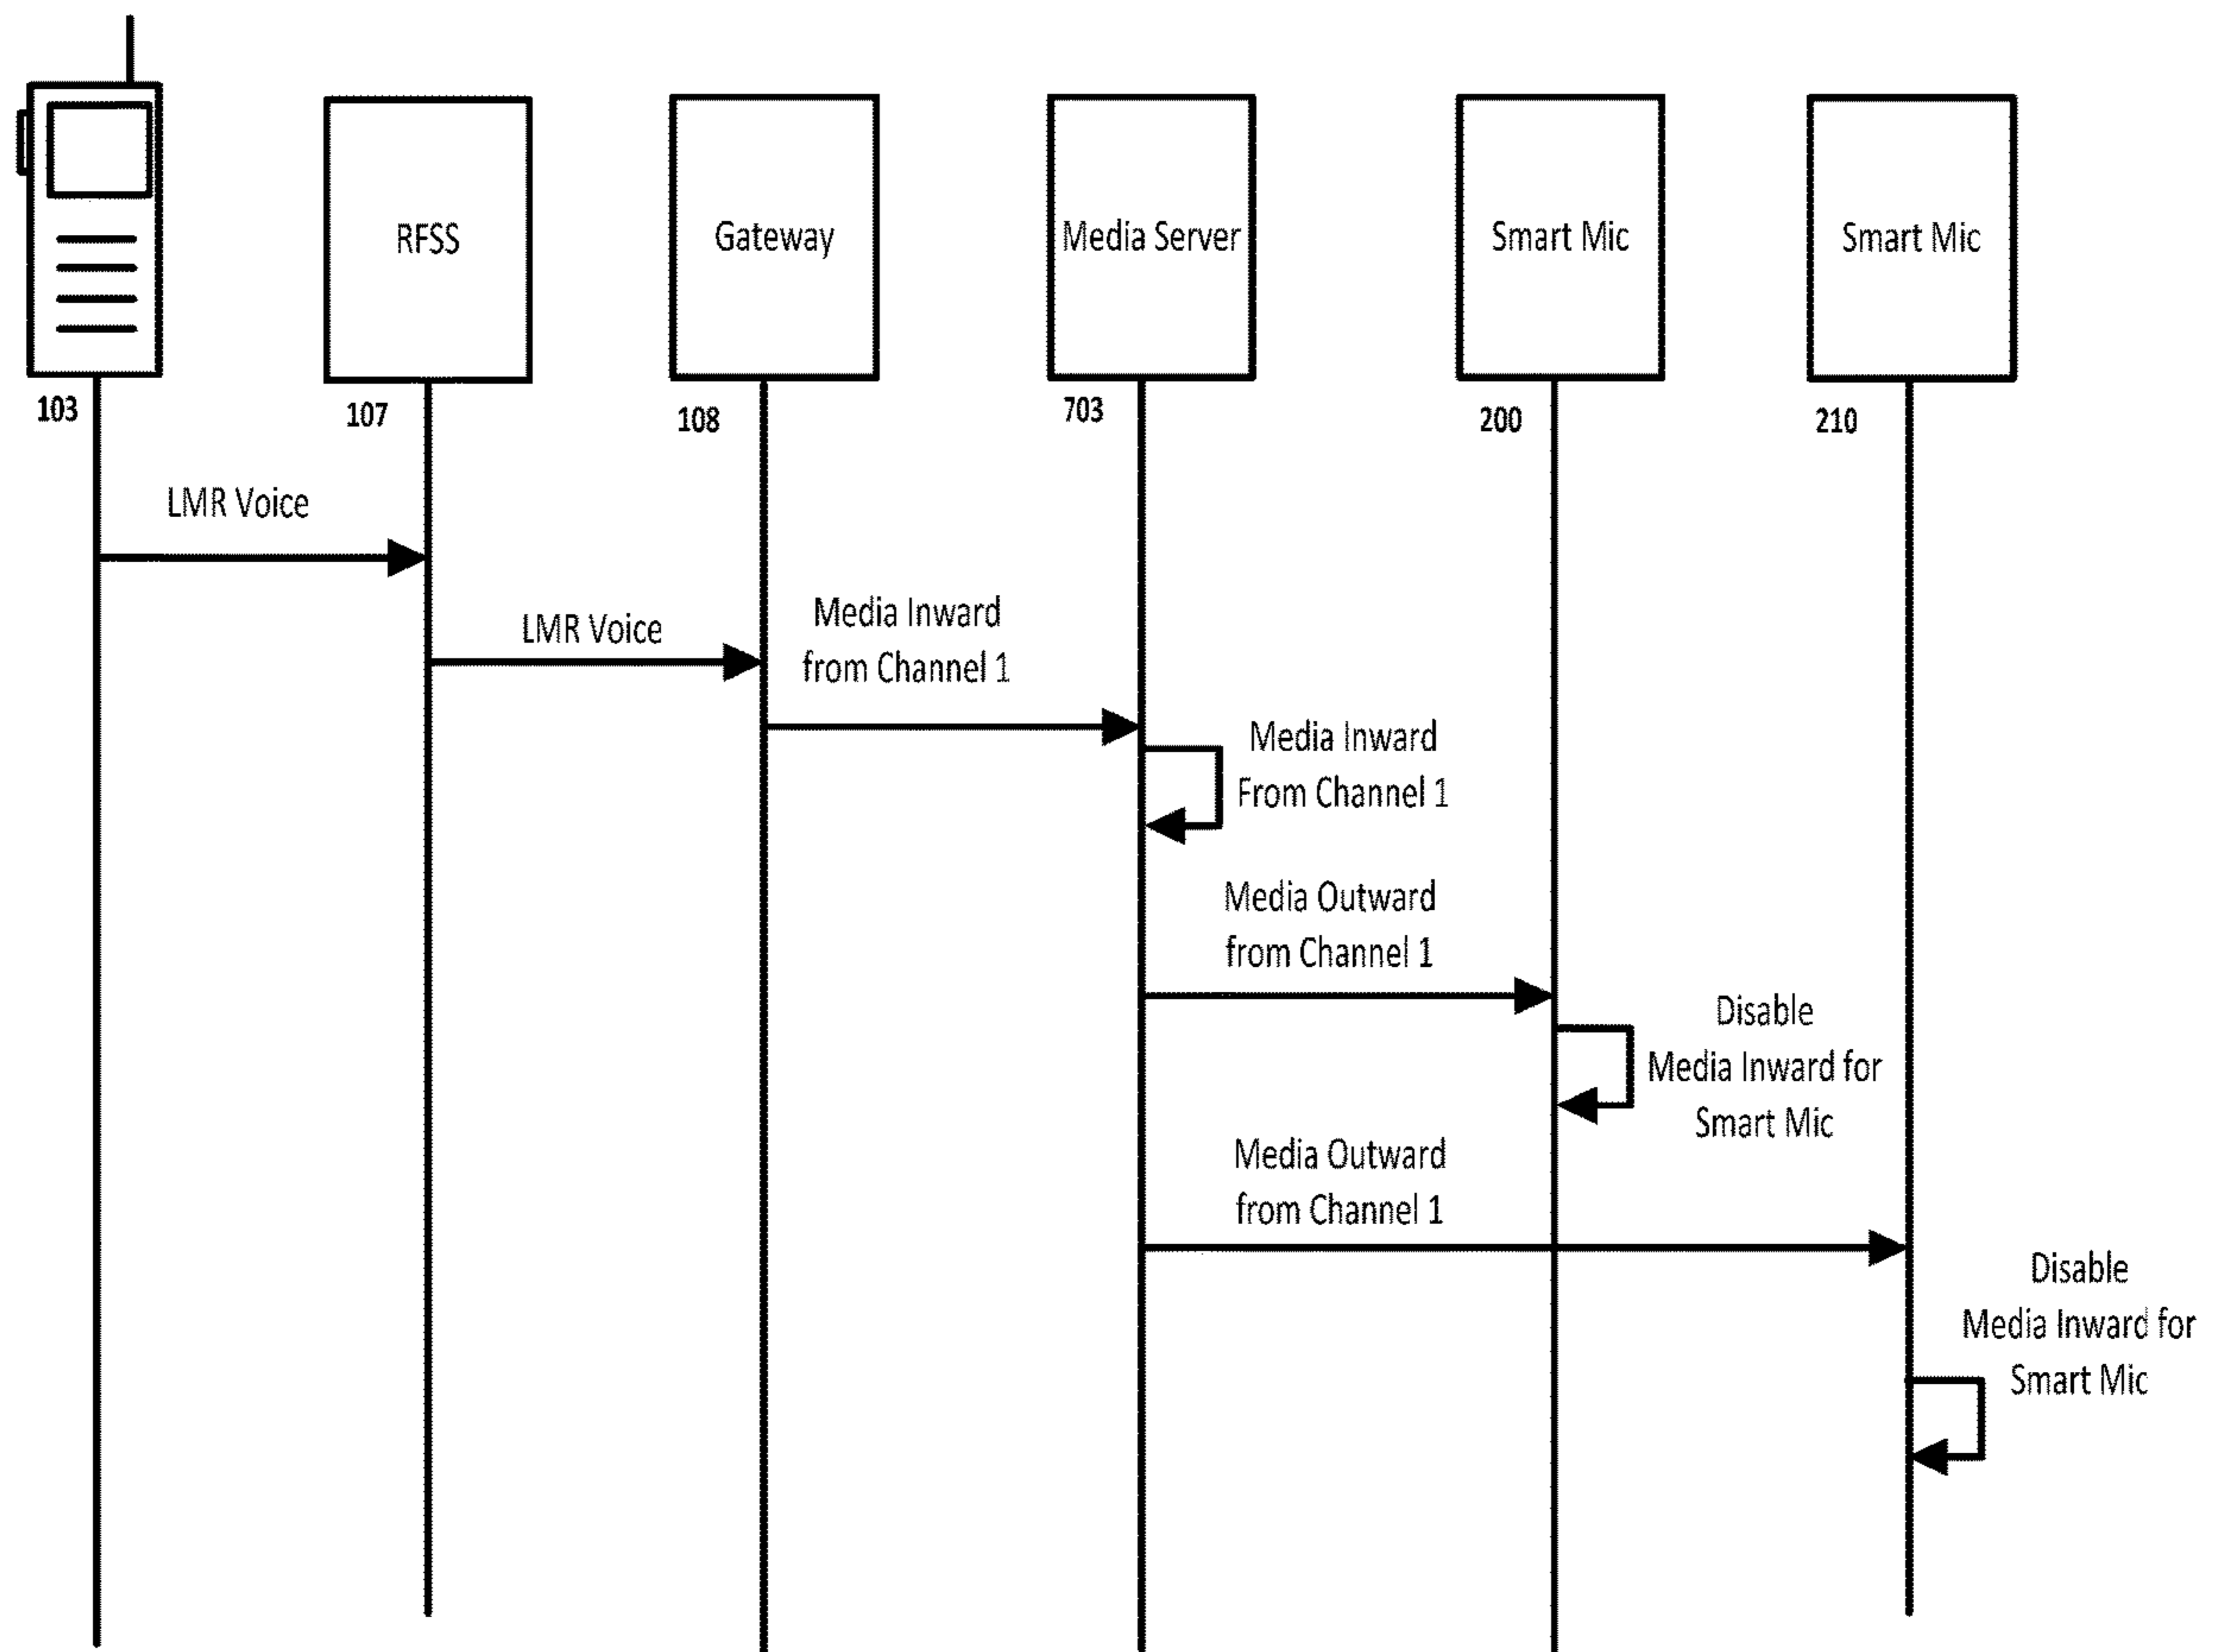 RFSS
Gateway
Media Server
Smart Mic
Smart Mic
103
107
108
703
200
210
LMR Voice
LMR Voice
Media Inward
from Channel 1
Media Inward
From Channel 1
Media Outward
from Channel 1
Disable
Media Inward for
Smart Mic
Media Outward
from Channel 1
Disable
Media Inward for
Smart Mic